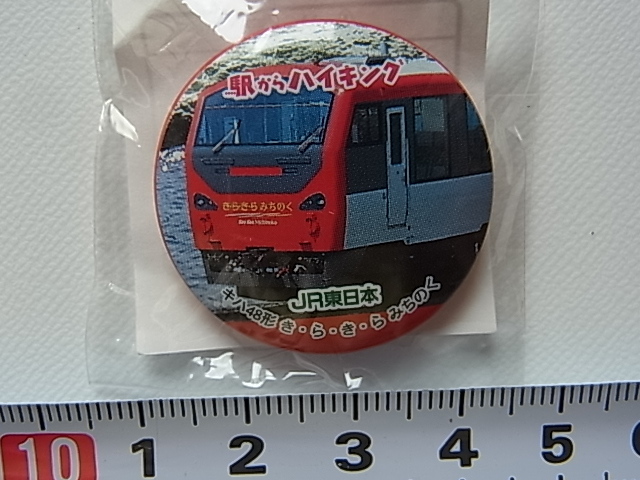 駅からハイキング
きらきらみちのく
JR東日本
キハ48形 き・ら・き・ら みちのく
10 1 2 3 4 5 6